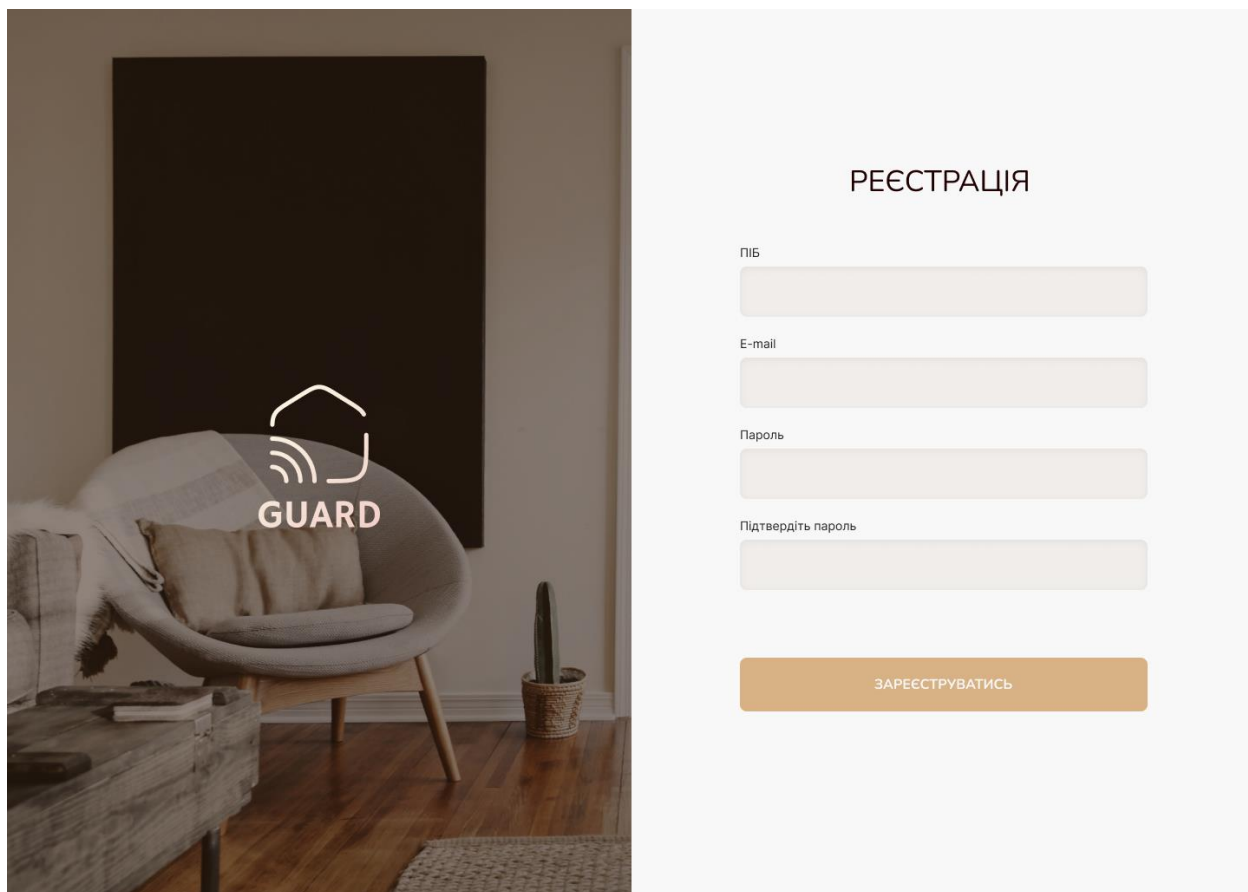 GUARD
РЕЄСТРАЦІЯ
ПІБ
E-mail
Пароль
Підтвердіть пароль
ЗАРЕЄСТРУВАТИСЬ